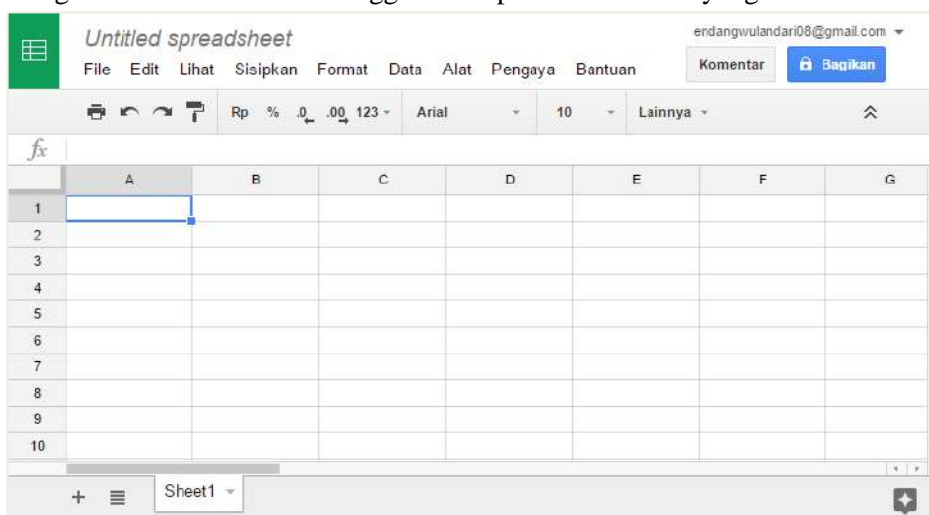 Untitled spreadsheet
endangwulandari08@gmail.com
File Edit Lihat Sisipkan Format Data Alat Pengaya Bantuan
Komentar
Bagikan
Rp % .0 .00 123 Arial 10 Lainnya
fx
A B C D E F G
1
2
3
4
5
6
7
8
9
10
Sheet1